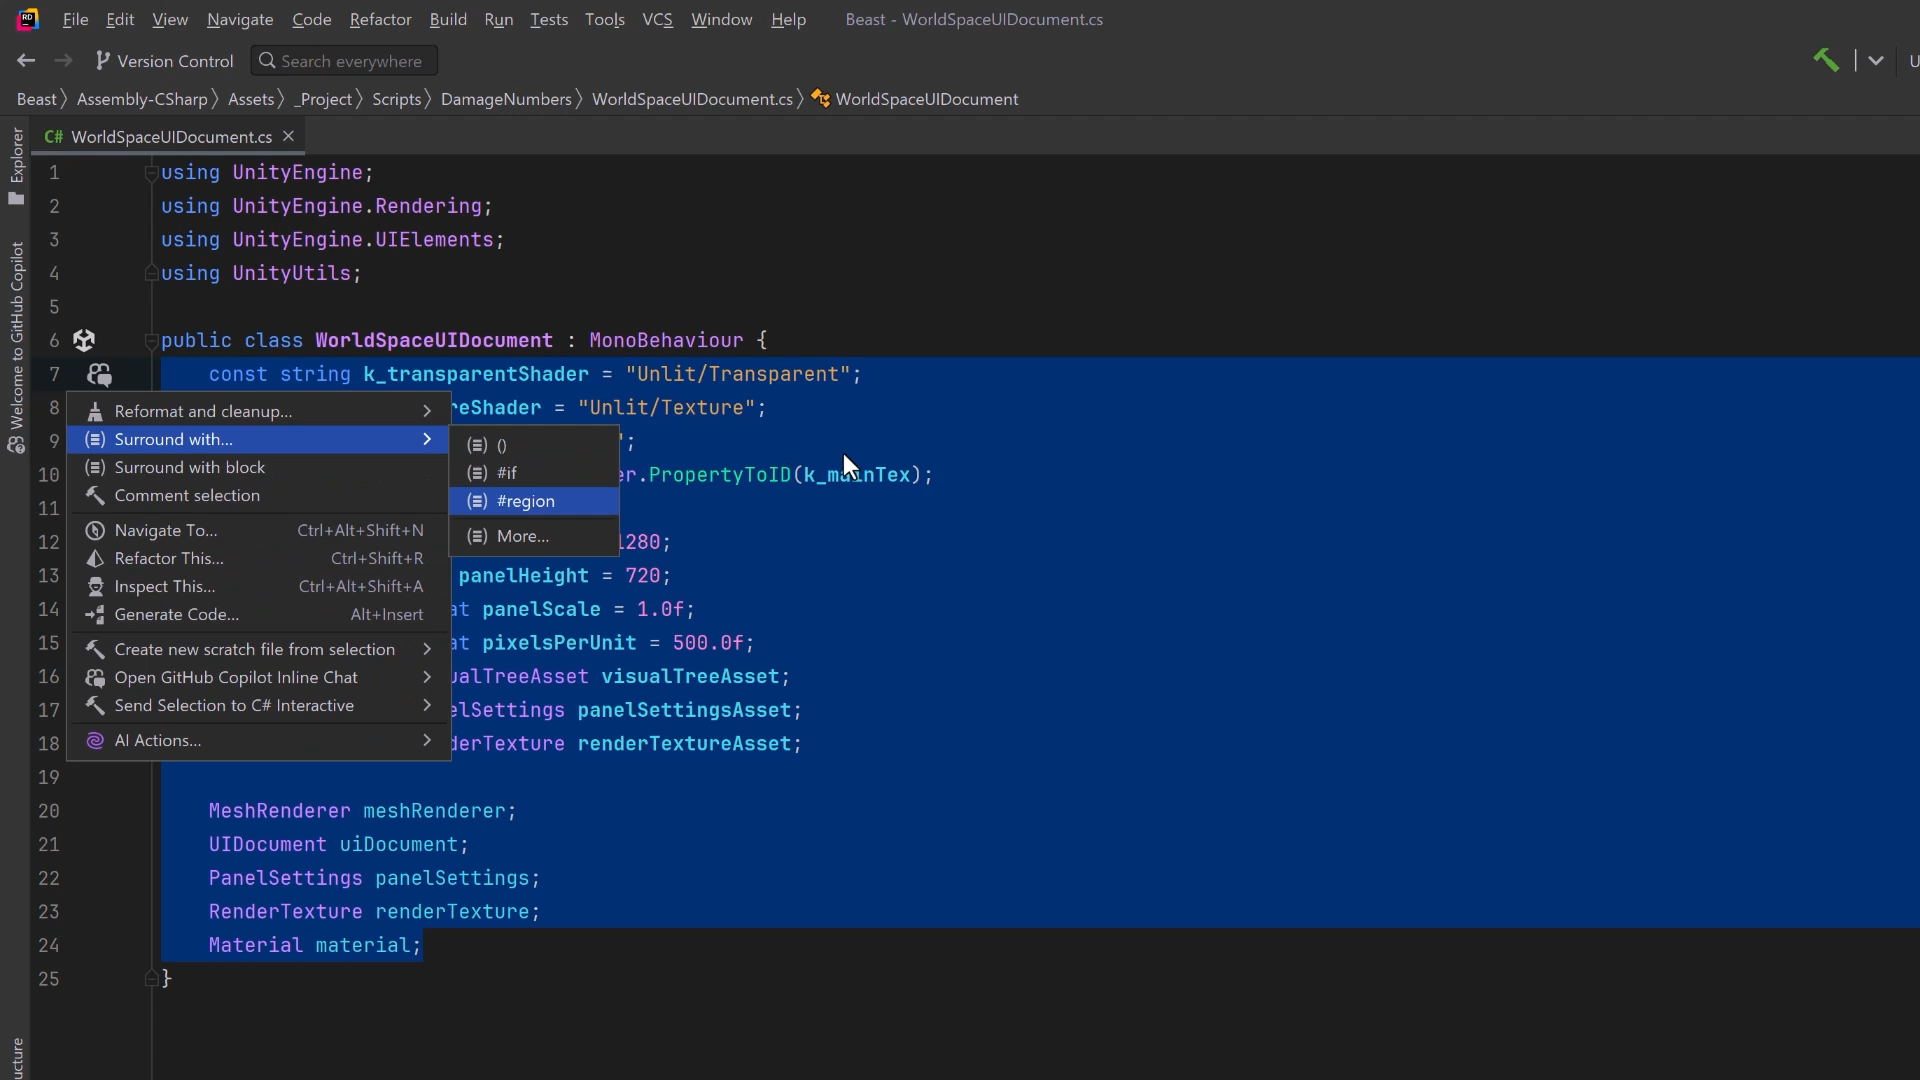 RD File Edit View Navigate Code Refactor Build Run Tests Tools VCS Window Help Beast - WorldSpaceUIDocument.cs
Version Control Search everywhere U
Beast Assembly-CSharp Assets _Project Scripts DamageNumbers WorldSpaceUIDocument.cs WorldSpaceUIDocument
Explorer
Welcome to GitHub Copilot
ucture
C# WorldSpaceUIDocument.cs
1 using UnityEngine;
2 using UnityEngine.Rendering;
3 using UnityEngine.UIElements;
4 using UnityUtils;
5
6 public class WorldSpaceUIDocument : MonoBehaviour {
7 const string k_transparentShader = "Unlit/Transparent";
8 reShader = "Unlit/Texture";
9 ";
10 er.PropertyToID(k_mainTex);
11
12 1280;
13 panelHeight = 720;
14 at panelScale = 1.0f;
15 at pixelsPerUnit = 500.0f;
16 ualTreeAsset visualTreeAsset;
17 elSettings panelSettingsAsset;
18 derTexture renderTextureAsset;
19
20 MeshRenderer meshRenderer;
21 UIDocument uiDocument;
22 PanelSettings panelSettings;
23 RenderTexture renderTexture;
24 Material material;
25 }
Reformat and cleanup...
Surround with...
Surround with block
Comment selection
Navigate To... Ctrl+Alt+Shift+N
Refactor This... Ctrl+Shift+R
Inspect This... Ctrl+Alt+Shift+A
Generate Code... Alt+Insert
Create new scratch file from selection
Open GitHub Copilot Inline Chat
Send Selection to C# Interactive
AI Actions...
()
#if
#region
More...